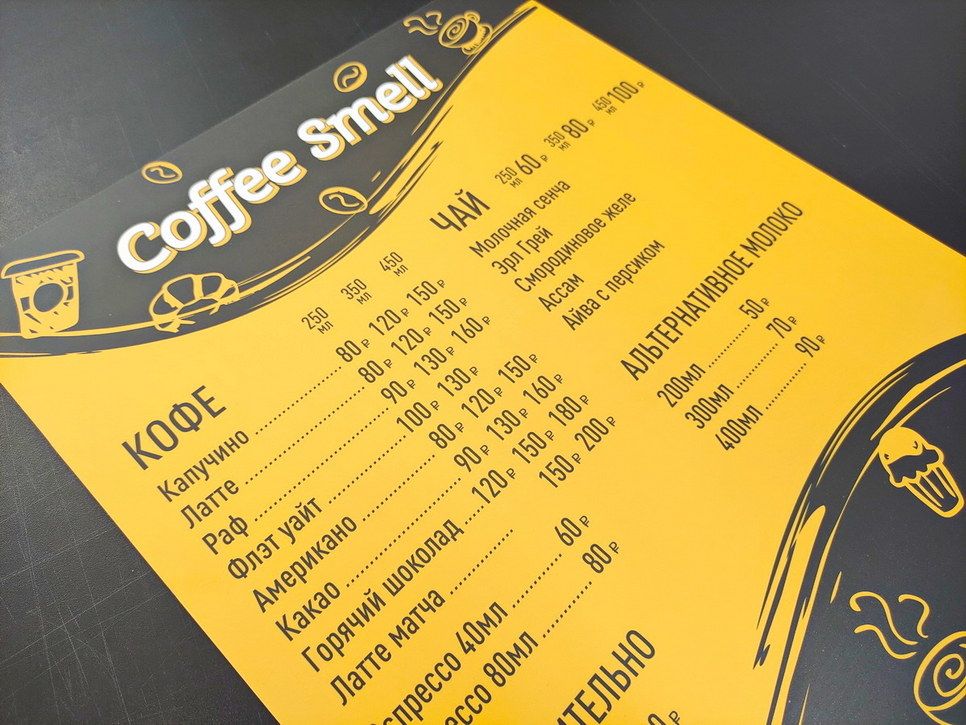 Coffee Smell
КОФЕ
250 мл 350 мл 450 мл
Капучино 80 ₽ 120 ₽ 150 ₽
Латте 80 ₽ 120 ₽ 150 ₽
Раф 90 ₽ 130 ₽ 160 ₽
Флэт уайт 100 ₽ 130 ₽
Американо 80 ₽ 120 ₽ 150 ₽
Какао 90 ₽ 130 ₽ 160 ₽
Горячий шоколад 120 ₽ 150 ₽ 180 ₽
Латте матча 150 ₽ 200 ₽
спрессо 40мл 60 ₽
ессо 80мл 80 ₽
ИТЕЛЬНО
ЧАЙ 250 мл 60 ₽ 350 мл 80 ₽ 450 мл 100 ₽
Молочная сенча
Эрл Грей
Смородиновое желе
Ассам
Айва с персиком
АЛЬТЕРНАТИВНОЕ МОЛОКО
200мл 50 ₽
300мл 70 ₽
400мл 90 ₽